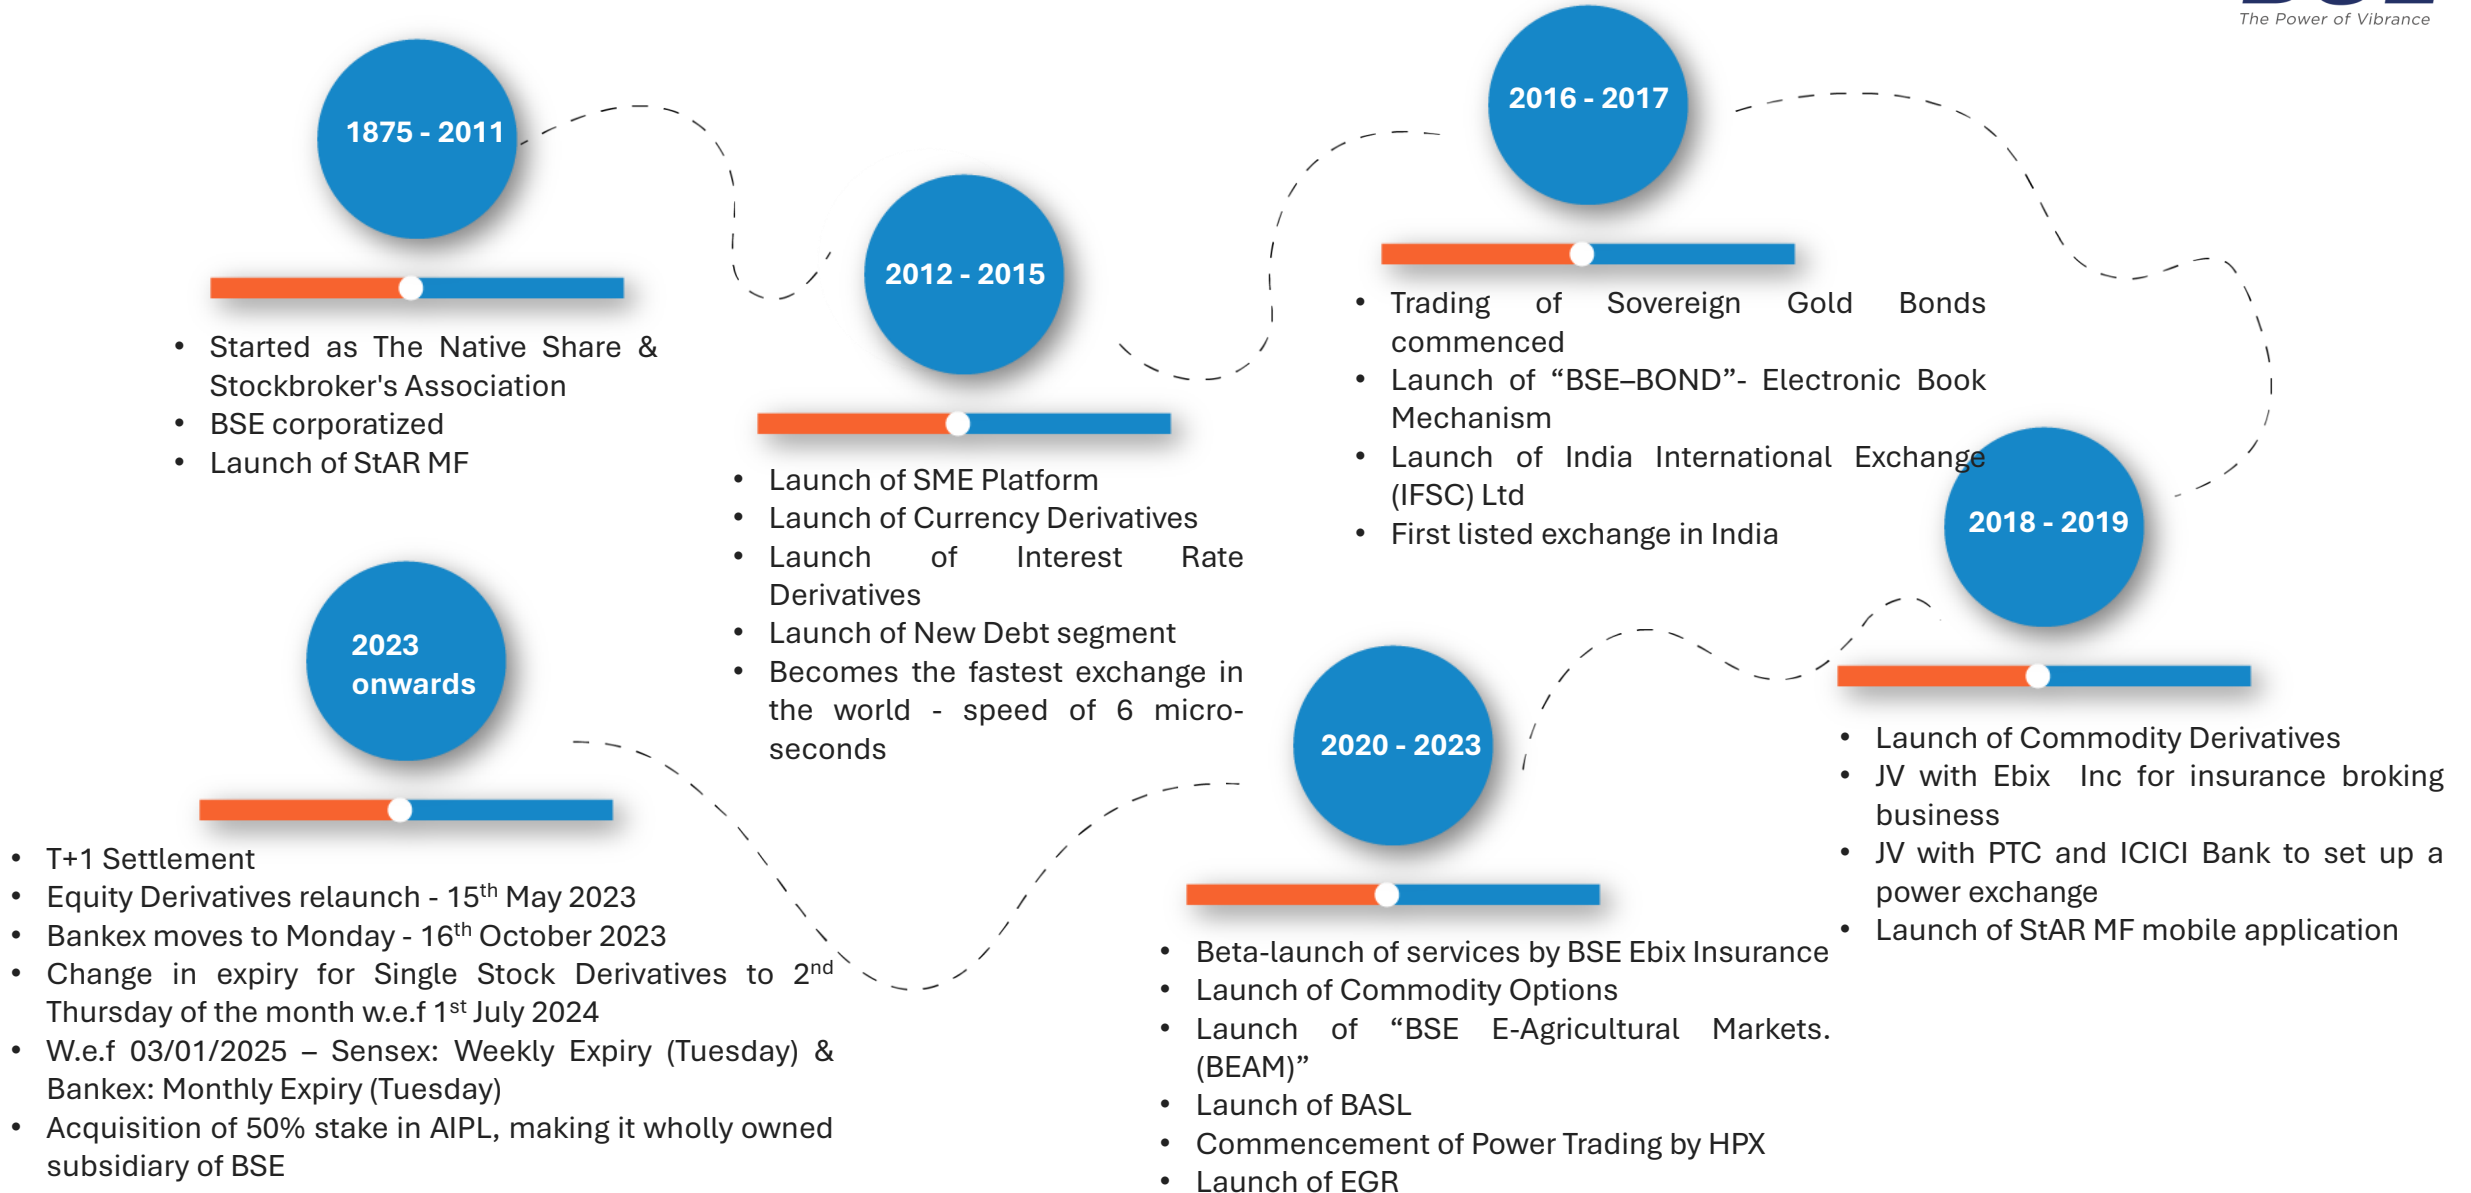 The Power of Vibrance
1875 - 2011
Started as The Native Share &
Stockbroker's Association
BSE corporatized
Launch of StAR MF
2012 - 2015
Launch of SME Platform
Launch of Currency Derivatives
Launch of Interest Rate
Derivatives
Launch of New Debt segment
Becomes the fastest exchange in
the world - speed of 6 micro-
seconds
2016 - 2017
Trading of Sovereign Gold Bonds
commenced
Launch of “BSE–BOND”- Electronic Book
Mechanism
Launch of India International Exchange
(IFSC) Ltd
First listed exchange in India
2018 - 2019
Launch of Commodity Derivatives
JV with Ebix Inc for insurance broking
business
JV with PTC and ICICI Bank to set up a
power exchange
Launch of StAR MF mobile application
2020 - 2023
Beta-launch of services by BSE Ebix Insurance
Launch of Commodity Options
Launch of “BSE E-Agricultural Markets.
(BEAM)”
Launch of BASL
Commencement of Power Trading by HPX
Launch of EGR
2023
onwards
T+1 Settlement
Equity Derivatives relaunch - 15th May 2023
Bankex moves to Monday - 16th October 2023
Change in expiry for Single Stock Derivatives to 2nd
Thursday of the month w.e.f 1st July 2024
W.e.f 03/01/2025 – Sensex: Weekly Expiry (Tuesday) &
Bankex: Monthly Expiry (Tuesday)
Acquisition of 50% stake in AIPL, making it wholly owned
subsidiary of BSE